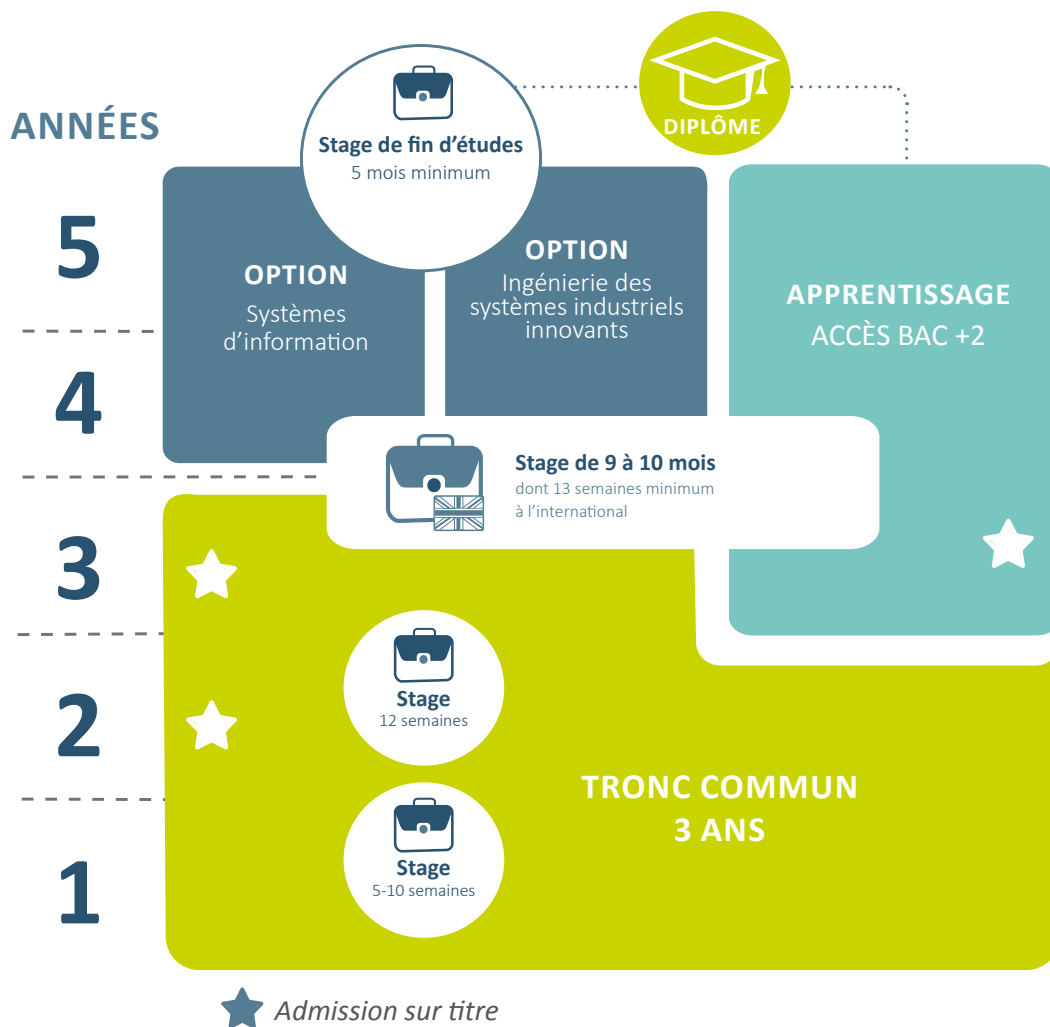 DIPLÔME
ANNÉES
Stage de fin d'études
5 mois minimum
5
OPTION
Systèmes
d'information
OPTION
Ingénierie des
systèmes industriels
innovants
APPRENTISSAGE
ACCÈS BAC +2
4
Stage de 9 à 10 mois
dont 13 semaines minimum
à l'international
3
2
Stage
12 semaines
TRONC COMMUN
3 ANS
1
Stage
5-10 semaines
Admission sur titre